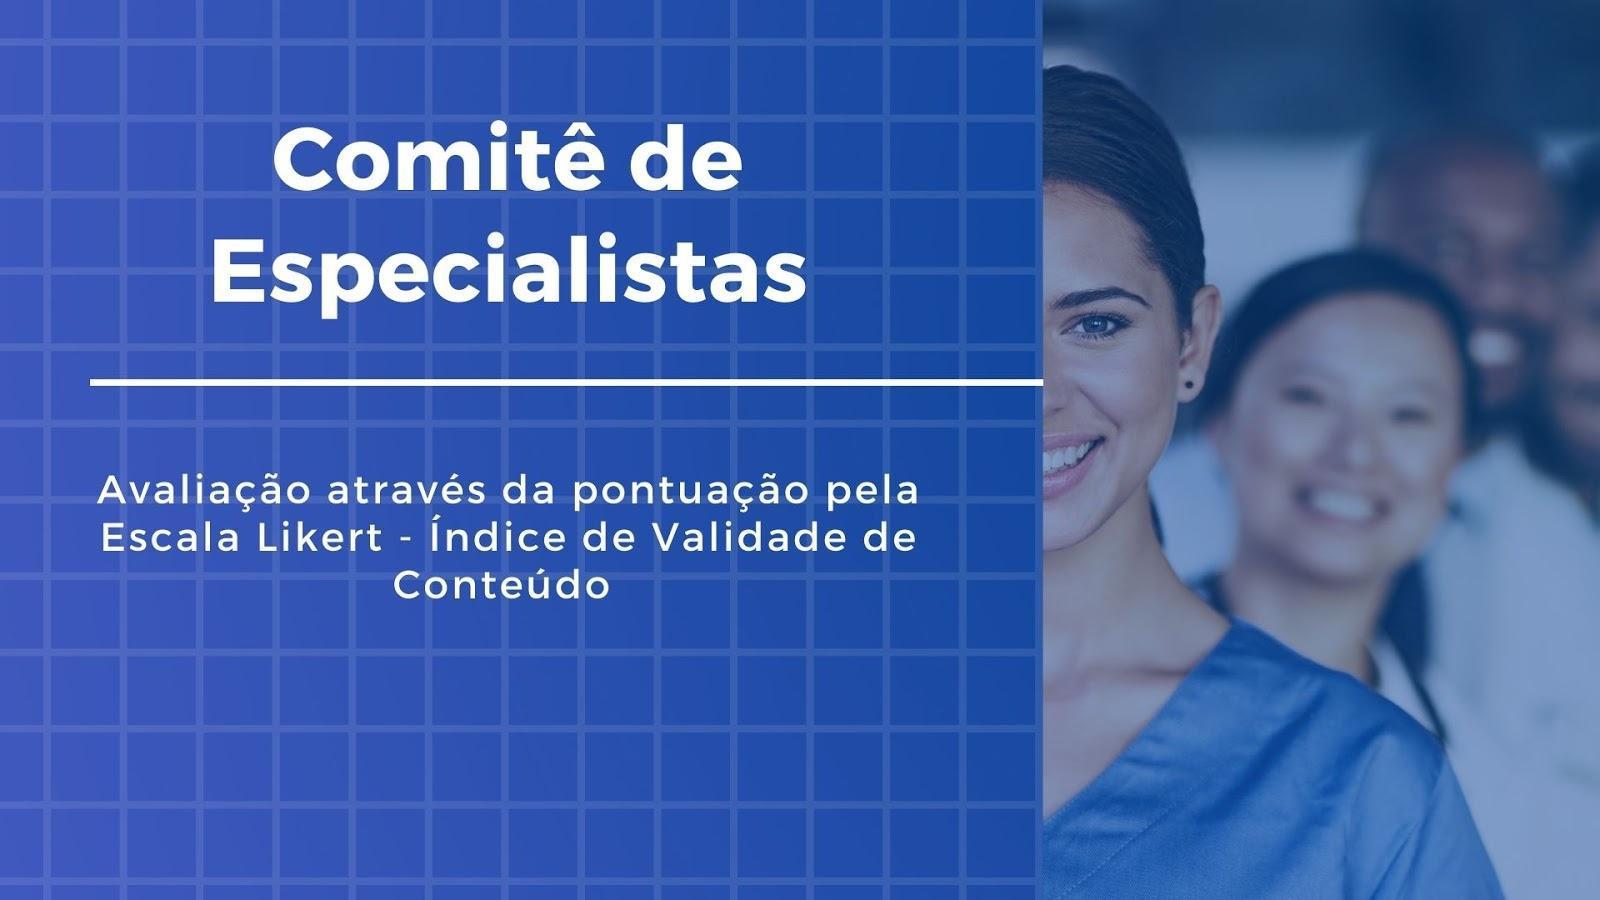 Comitê de
Especialistas
Avaliação através da pontuação pela
Escala Likert - Índice de Validade de
Conteúdo